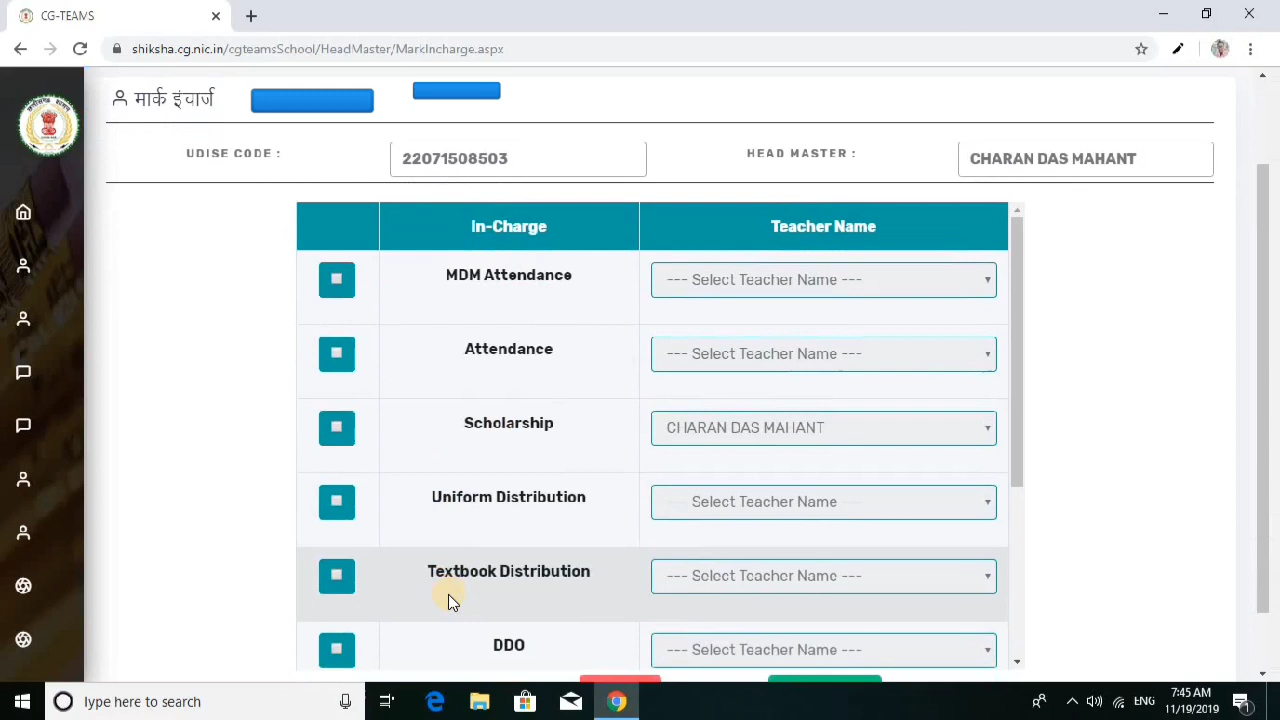 CG-TEAMS
shiksha.cg.nic.in/cgteamsSchool/HeadMaster/MarkIncharge.aspx
मार्क इंचार्ज
UDISE CODE : 22071508503 HEAD MASTER : CHARAN DAS MAHANT
In-Charge Teacher Name
MDM Attendance --- Select Teacher Name ---
Attendance --- Select Teacher Name ---
Scholarship CHARAN DAS MAHANT
Uniform Distribution --- Select Teacher Name ---
Textbook Distribution --- Select Teacher Name ---
DDO --- Select Teacher Name ---
Type here to search
ENG
7:45 AM
11/19/2019
1